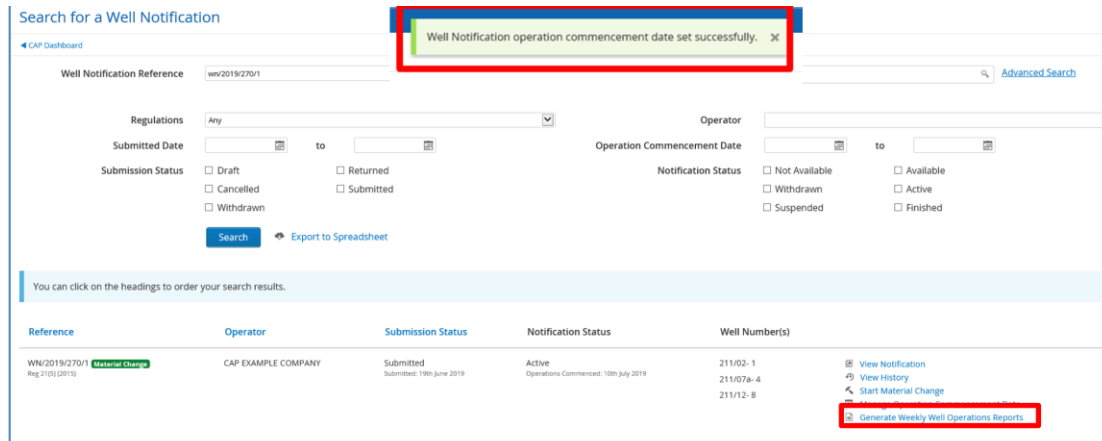 Search for a Well Notification
Well Notification operation commencement date set successfully. ×
CAP Dashboard
Well Notification Reference wn/2019/270/1 Advanced Search
Regulations Any Operator
Submitted Date to Operation Commencement Date to
Submission Status Draft Returned Notification Status Not Available Available
Cancelled Submitted Withdrawn Active
Withdrawn Suspended Finished
Search Export to Spreadsheet
You can click on the headings to order your search results.
Reference Operator Submission Status Notification Status Well Number(s)
WN/2019/270/1 Material Change CAP EXAMPLE COMPANY Submitted Active 211/02- 1 View Notification
Reg 21(5) (2015) Submitted: 19th June 2019 Operations Commenced: 10th July 2019
211/07a- 4 View History
Start Material Change
211/12- 8
Manage Operation Commencement Date
Generate Weekly Well Operations Reports